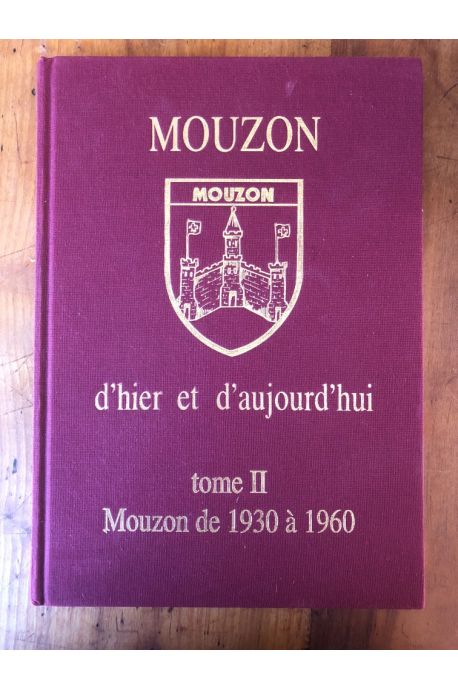 MOUZON
MOUZON
d'hier et d'aujourd'hui
tome II
Mouzon de 1930 à 1960